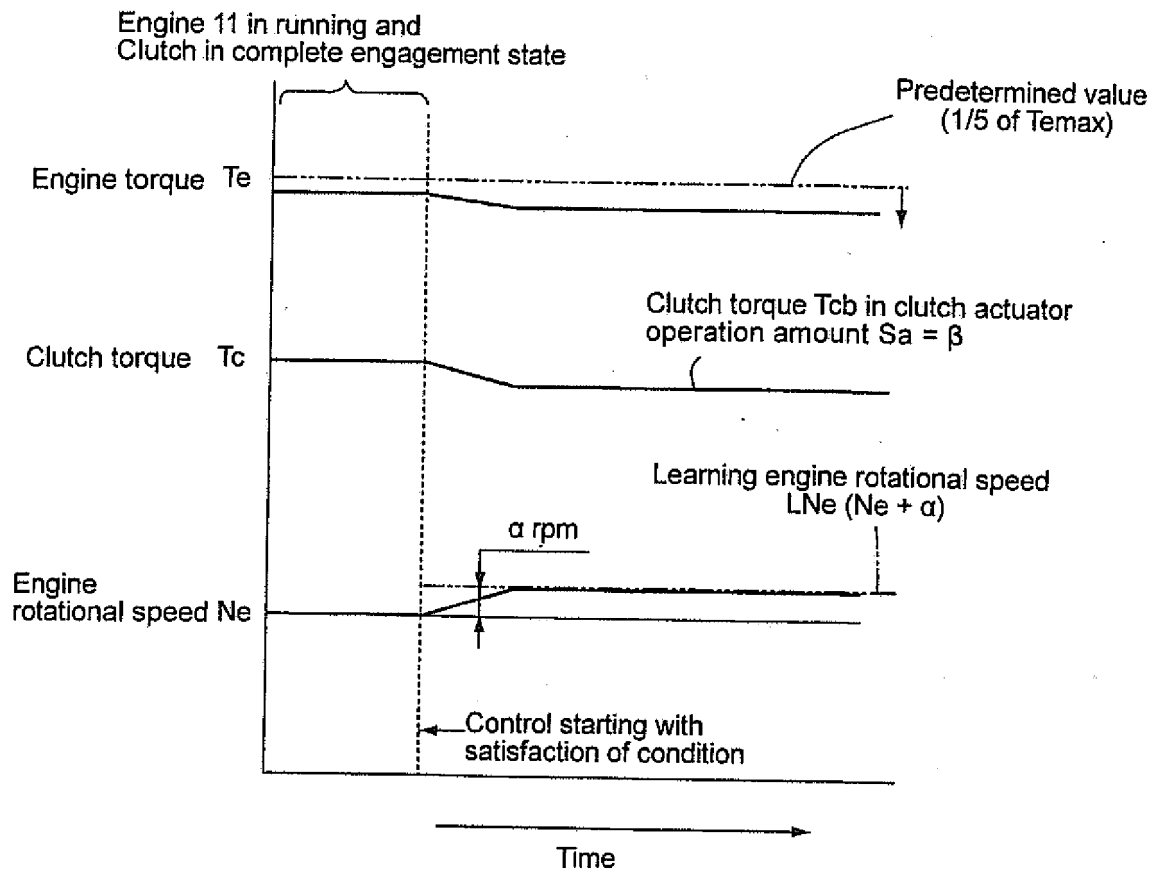 Engine 11 in running and
Clutch in complete engagement state
Predetermined value
(1/5 of Temax)
Engine torque Te
Clutch torque Tcb in clutch actuator
operation amount Sa = β
Clutch torque Tc
Learning engine rotational speed
LNe (Ne + α)
α rpm
Engine
rotational speed Ne
Control starting with
satisfaction of condition
Time